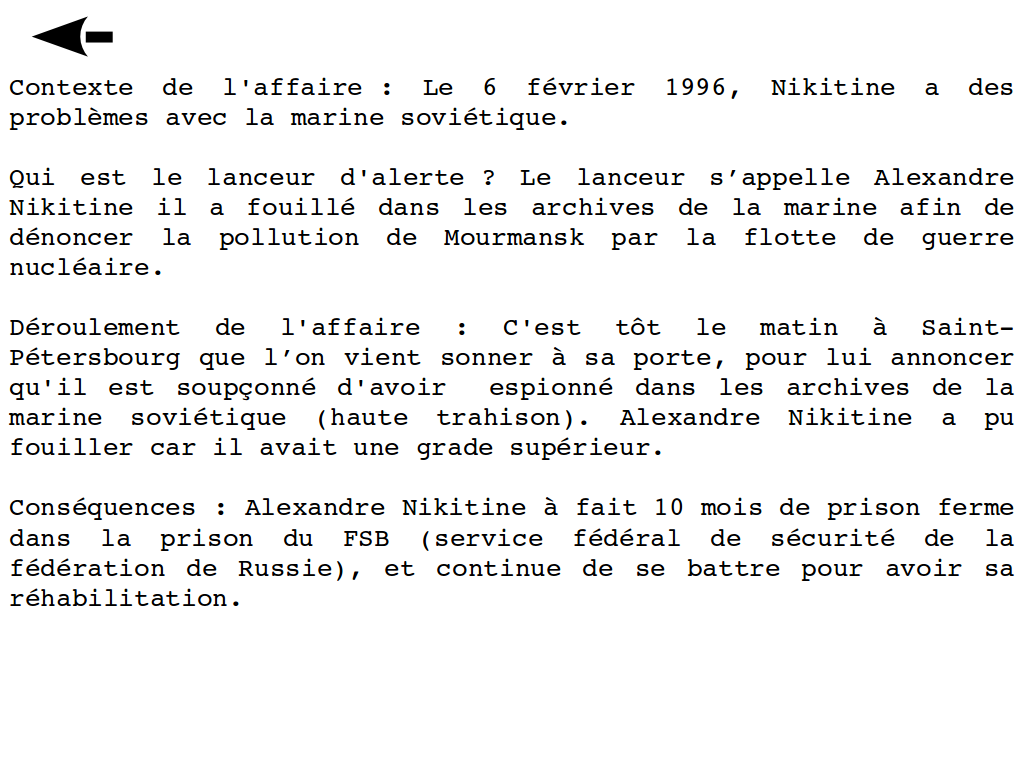 Contexte de l'affaire : Le 6 février 1996, Nikitine a des
problèmes avec la marine soviétique.
Qui est le lanceur d'alerte ? Le lanceur s’appelle Alexandre
Nikitine il a fouillé dans les archives de la marine afin de
dénoncer la pollution de Mourmansk par la flotte de guerre
nucléaire.
Déroulement de l'affaire : C'est tôt le matin à Saint-
Pétersbourg que l’on vient sonner à sa porte, pour lui annoncer
qu'il est soupçonné d'avoir espionné dans les archives de la
marine soviétique (haute trahison). Alexandre Nikitine a pu
fouiller car il avait une grade supérieur.
Conséquences : Alexandre Nikitine à fait 10 mois de prison ferme
dans la prison du FSB (service fédéral de sécurité de la
fédération de Russie), et continue de se battre pour avoir sa
réhabilitation.